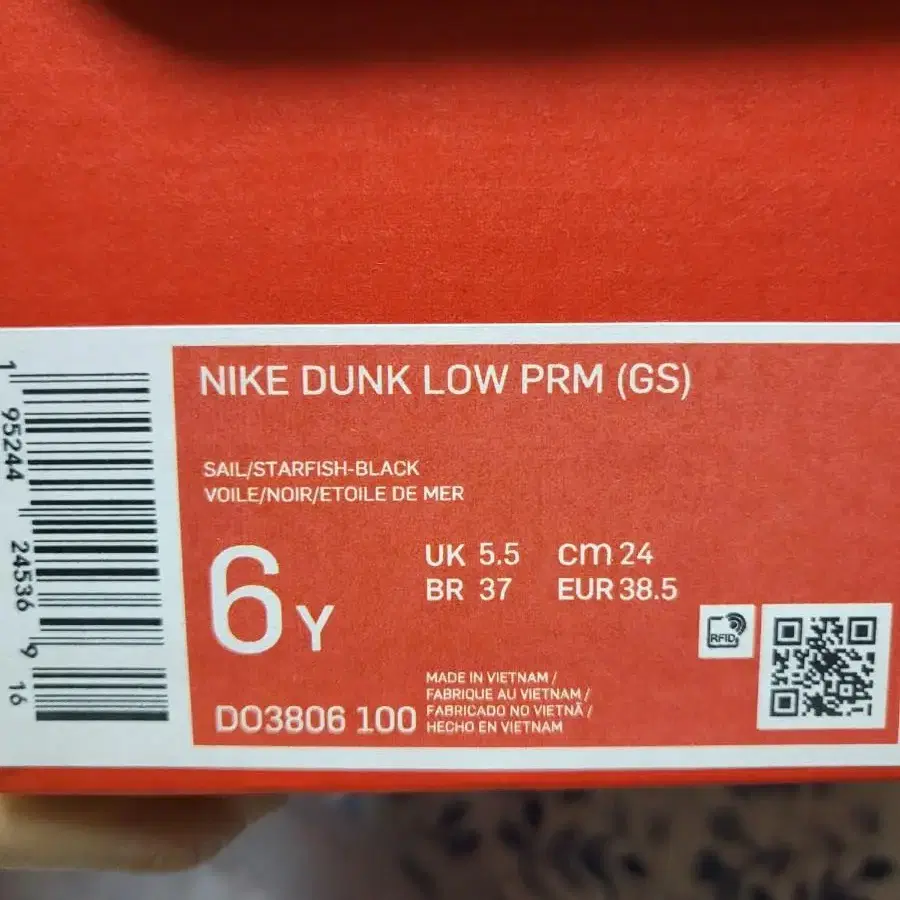 NIKE DUNK LOW PRM (GS)
SAIL/STARFISH-BLACK
VOILE/NOIR/ETOILE DE MER
6Y
UK 5.5 cm 24
BR 37 EUR 38.5
RFID
MADE IN VIETNAM /
FABRIQUE AU VIETNAM /
FABRICADO NO VIETNÃ /
HECHO EN VIETNAM
DO3806 100
1 95244 24536 9 16